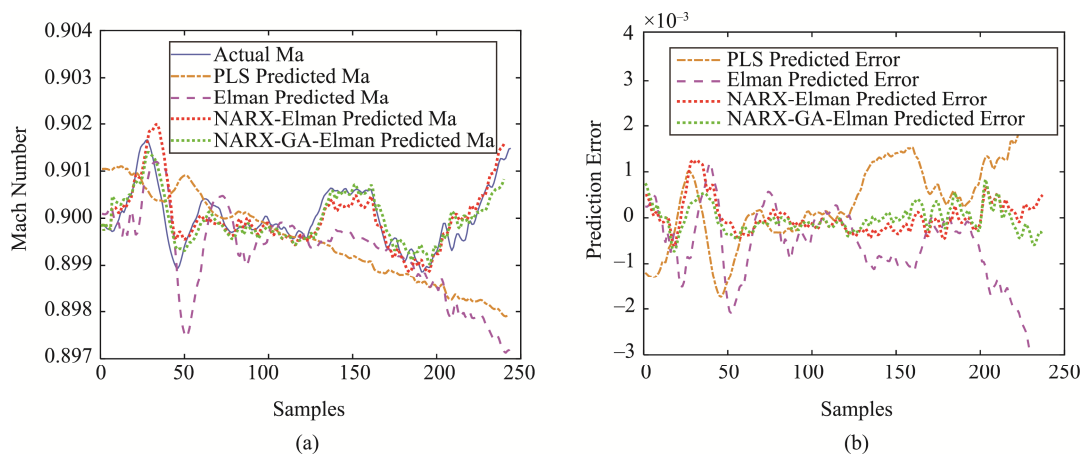 0.904
0.903
0.902
0.901
0.900
0.899
0.898
0.897
Mach Number
Actual Ma
PLS Predicted Ma
Elman Predicted Ma
NARX-Elman Predicted Ma
NARX-GA-Elman Predicted Ma
0 50 100 150 200 250
Samples
(a)
×10⁻³
4
3
2
1
0
−1
−2
−3
Prediction Error
PLS Predicted Error
Elman Predicted Error
NARX-Elman Predicted Error
NARX-GA-Elman Predicted Error
0 50 100 150 200 250
Samples
(b)